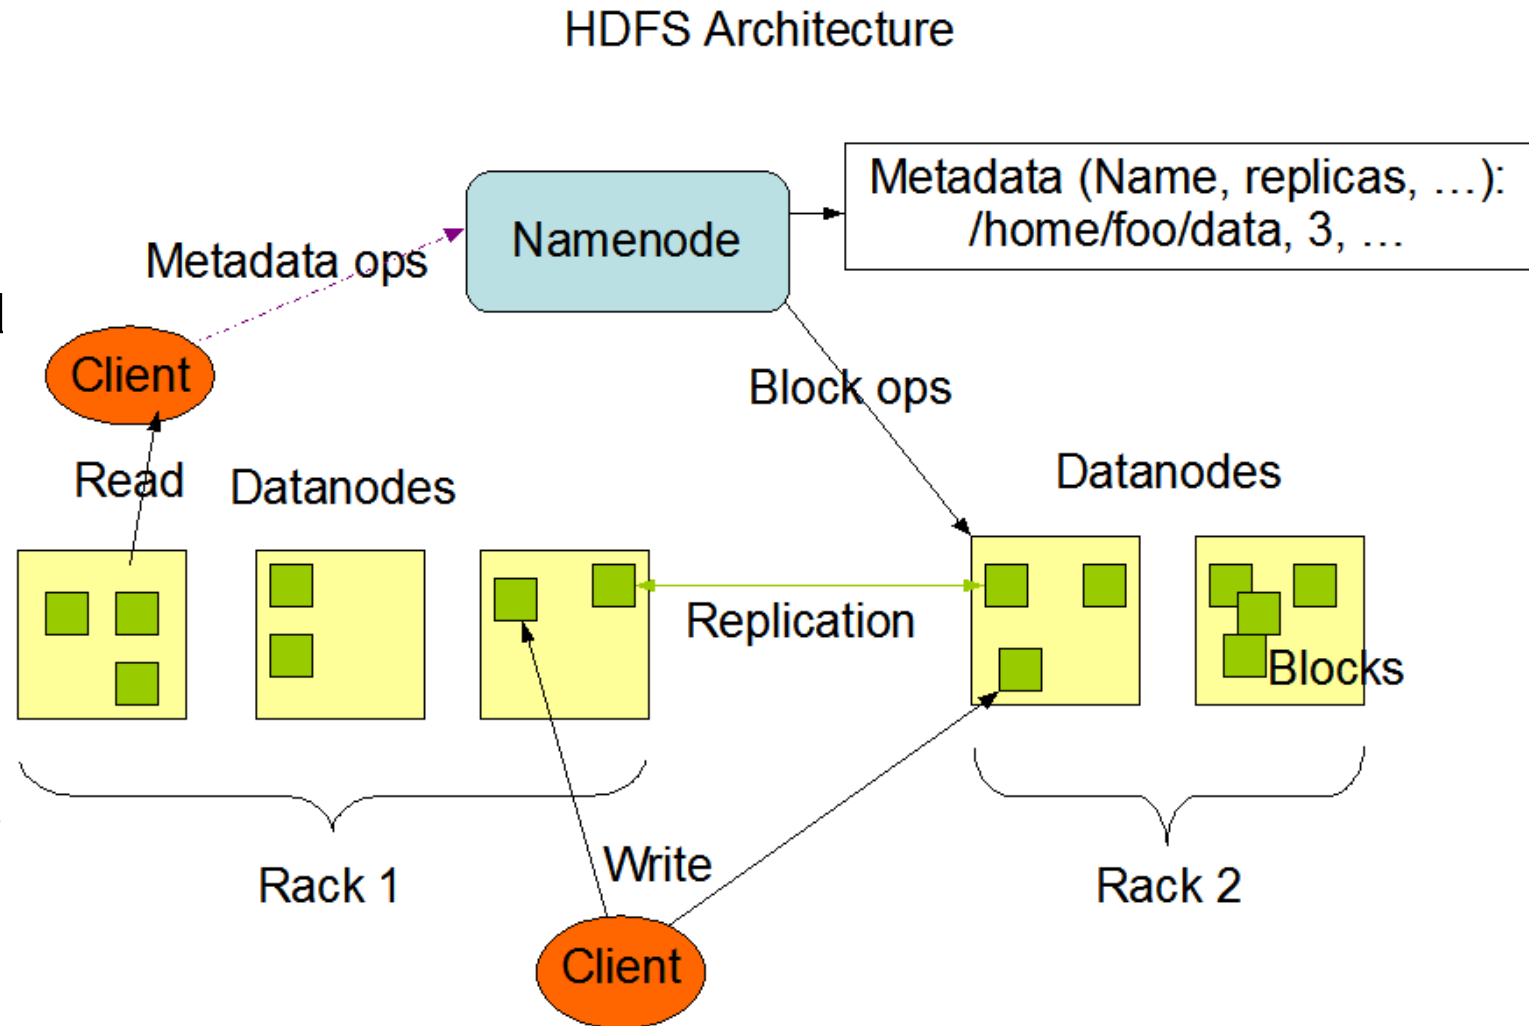 HDFS Architecture
Metadata (Name, replicas, …):
/home/foo/data, 3, …
Namenode
Metadata ops
Client
Block ops
Read
Datanodes
Datanodes
Replication
Blocks
Rack 1
Write
Rack 2
Client